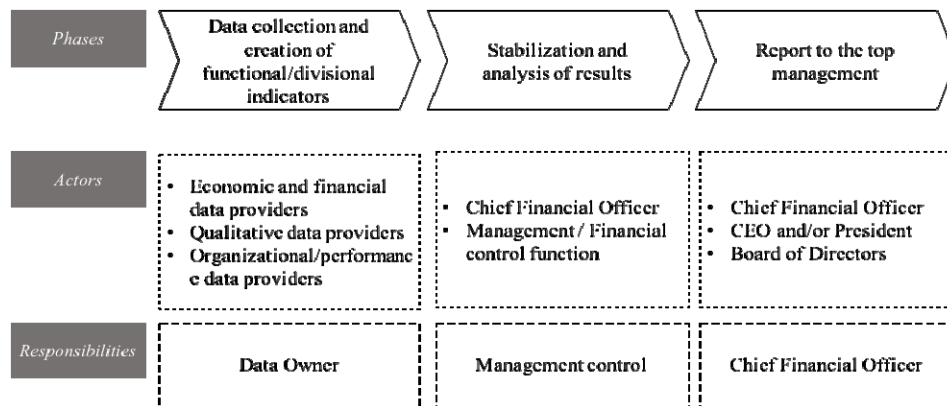 Phases
Data collection and
creation of
functional/divisional
indicators
Stabilization and
analysis of results
Report to the top
management
Actors
• Economic and financial
data providers
• Qualitative data providers
• Organizational/performanc
e data providers
▪ Chief Financial Officer
▪ Management / Financial
control function
• Chief Financial Officer
• CEO and/or President
• Board of Directors
Responsibilities
Data Owner
Management control
Chief Financial Officer